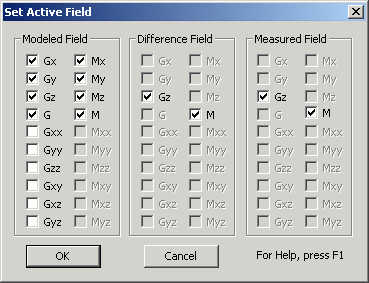 Set Active Field
Modeled Field Difference Field Measured Field
Gx Mx Gx Mx Gx Mx
Gy My Gy My Gy My
Gz Mz Gz Mz Gz Mz
G M G M G M
Gxx Mxx Gxx Mxx Gxx Mxx
Gyy Myy Gyy Myy Gyy Myy
Gzz Mzz Gzz Mzz Gzz Mzz
Gxy Mxy Gxy Mxy Gxy Mxy
Gxz Mxz Gxz Mxz Gxz Mxz
Gyz Myz Gyz Myz Gyz Myz
OK Cancel For Help, press F1